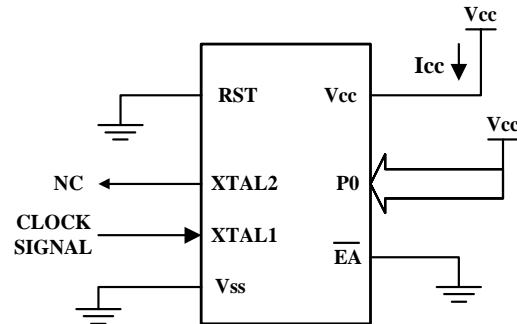 Vcc
Icc
RST
Vcc
Vcc
NC
XTAL2
P0
CLOCK
SIGNAL
XTAL1
EA
Vss